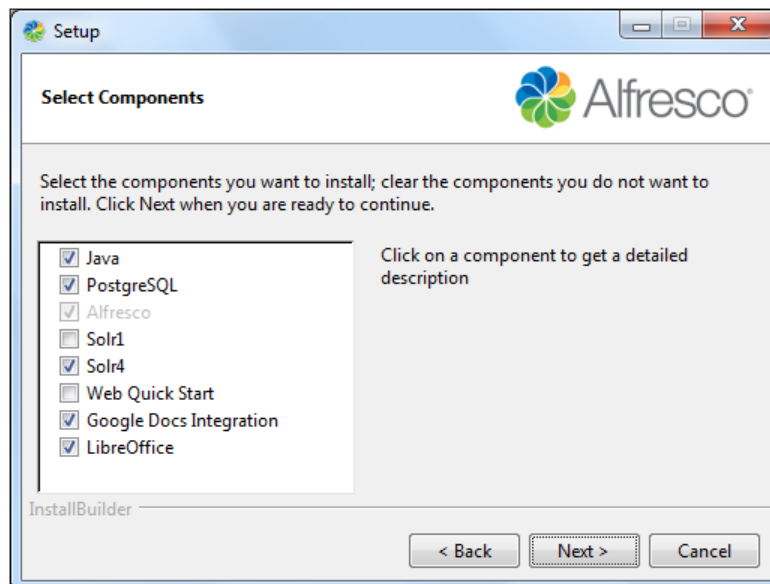 Setup
Select Components
Alfresco
Select the components you want to install; clear the components you do not want to
install. Click Next when you are ready to continue.
Java
PostgreSQL
Alfresco
Solr1
Solr4
Web Quick Start
Google Docs Integration
LibreOffice
Click on a component to get a detailed
description
InstallBuilder
< Back
Next >
Cancel